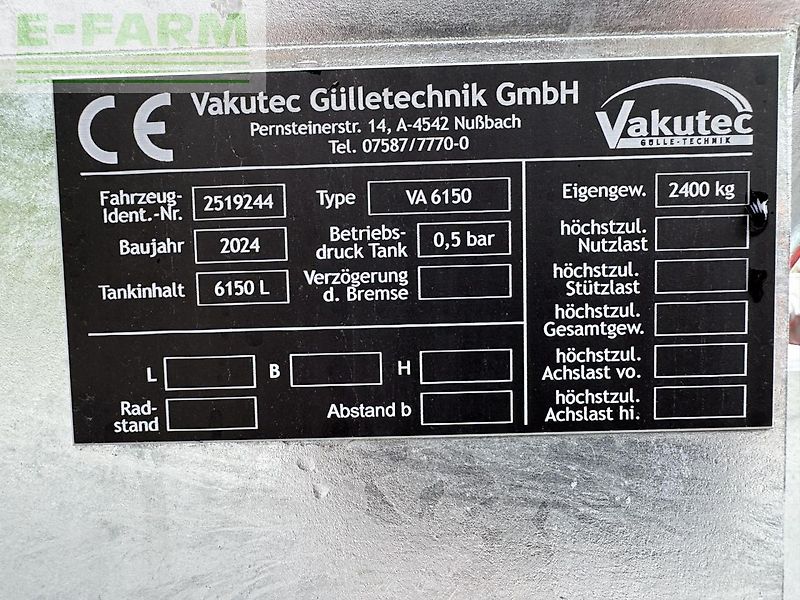 E-FARM
CE
Vakutec Gülletechnik GmbH
Pernsteinerstr. 14, A-4542 Nußbach
Tel. 07587/7770-0
Vakutec
GÜLLE-TECHNIK
Fahrzeug-
Ident.-Nr. 2519244
Type VA 6150
Baujahr 2024
Betriebs-
druck Tank 0,5 bar
Tankinhalt 6150 L
Verzögerung
d. Bremse
L
B
H
Rad-
stand
Abstand b
Eigengew. 2400 kg
höchstzul.
Nutzlast
höchstzul.
Stützlast
höchstzul.
Gesamtgew.
höchstzul.
Achslast vo.
höchstzul.
Achslast hi.